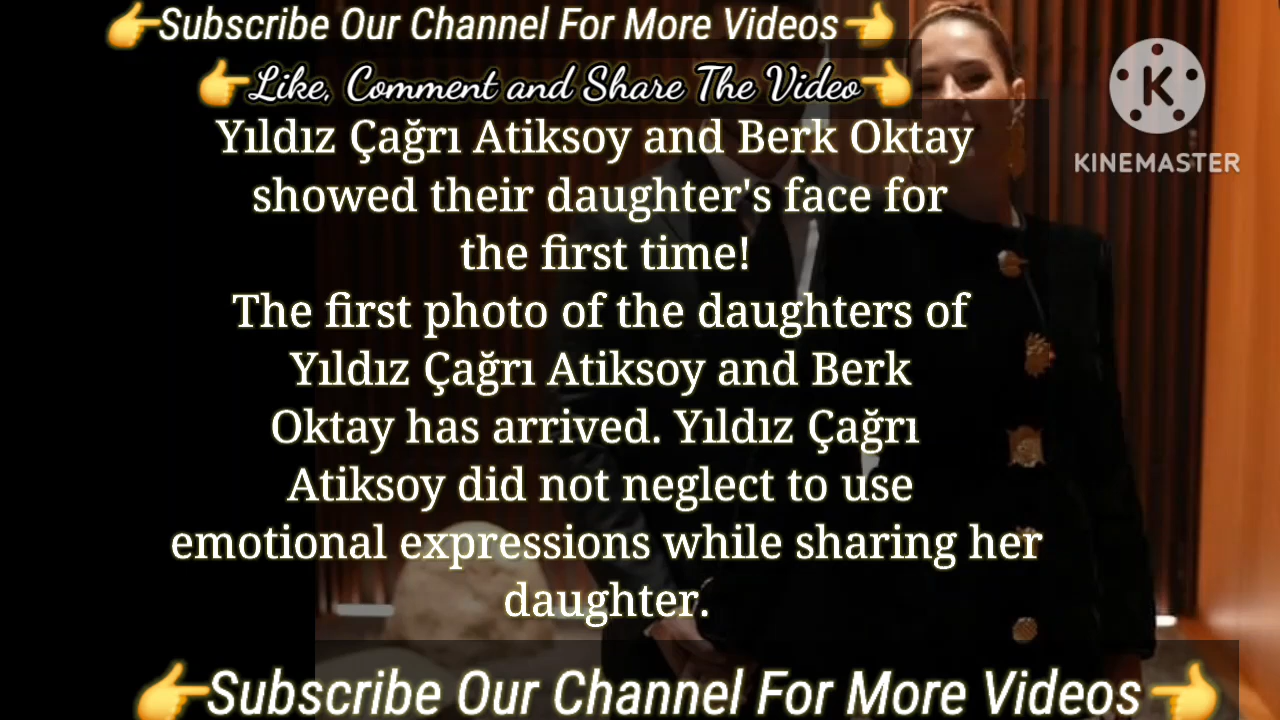 👉Subscribe Our Channel For More Videos👈
👉Like, Comment and Share The Video👈
Yıldız Çağrı Atiksoy and Berk Oktay
showed their daughter's face for
the first time!
The first photo of the daughters of
Yıldız Çağrı Atiksoy and Berk
Oktay has arrived. Yıldız Çağrı
Atiksoy did not neglect to use
emotional expressions while sharing her
daughter.
👉Subscribe Our Channel For More Videos👈
K
KINEMASTER